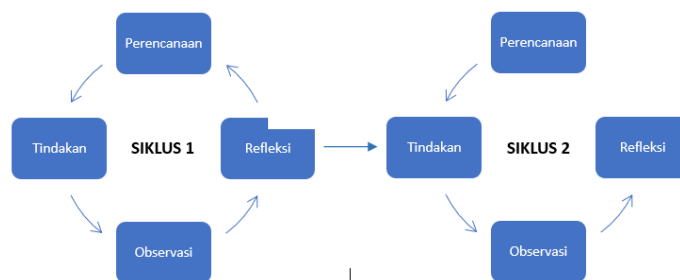 Perencanaan
Tindakan
SIKLUS 1
Refleksi
Observasi
Perencanaan
Tindakan
SIKLUS 2
Refleksi
Observasi